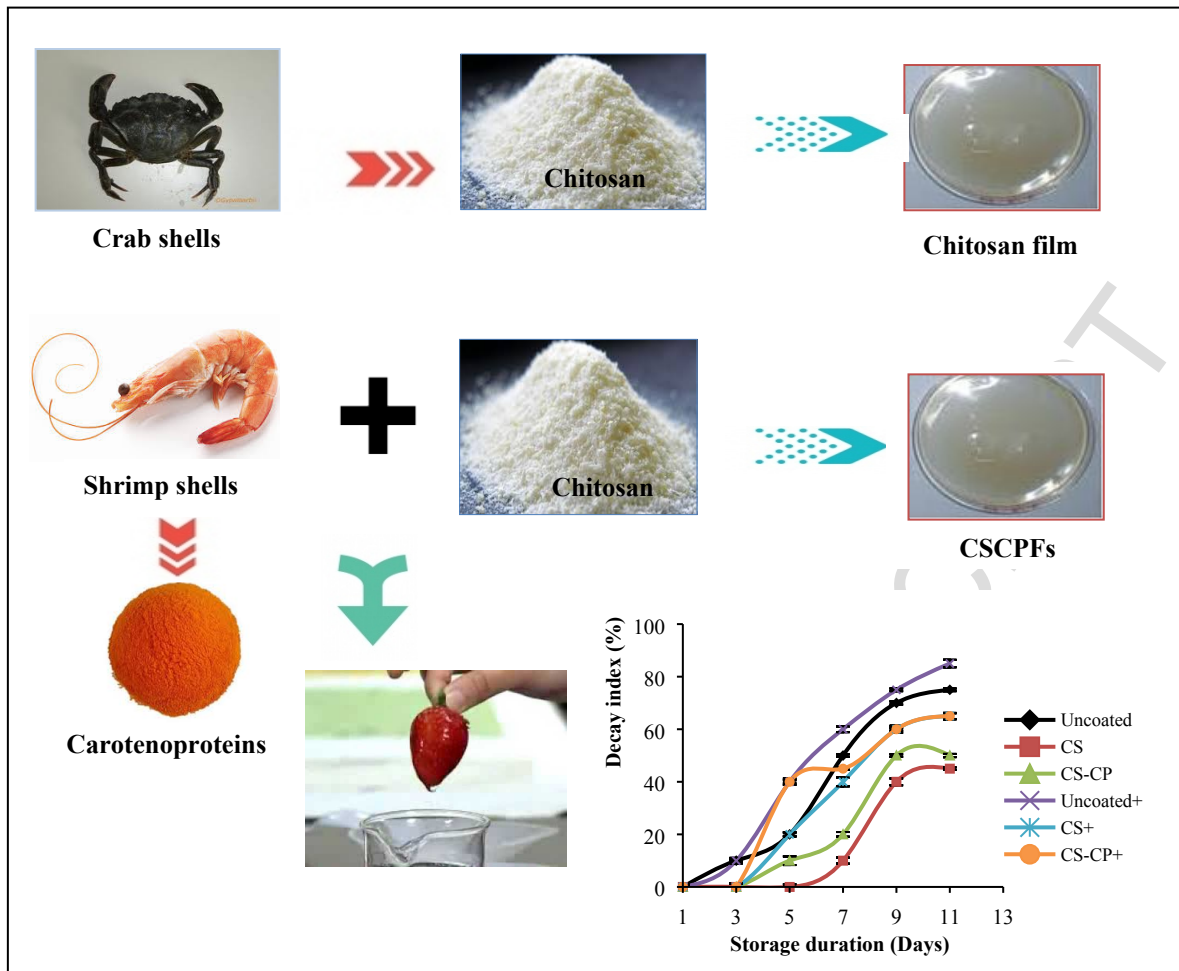 Chitosan
Crab shells
Chitosan film
Shrimp shells
Chitosan
CSCPFs
Carotenoproteins
Decay index (%)
100
80
60
40
20
0
1 3 5 7 9 11 13
Storage duration (Days)
Uncoated
CS
CS-CP
Uncoated+
CS+
CS-CP+
T